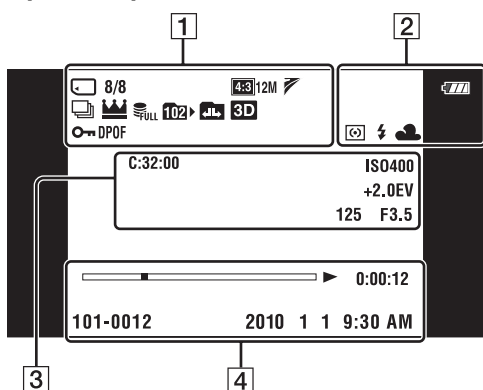 1
2
8/8
4:3 12M
FULL 102 3D
DPOF
C:32:00
ISO400
+2.0EV
125 F3.5
0:00:12
101-0012 2010 1 1 9:30 AM
3
4